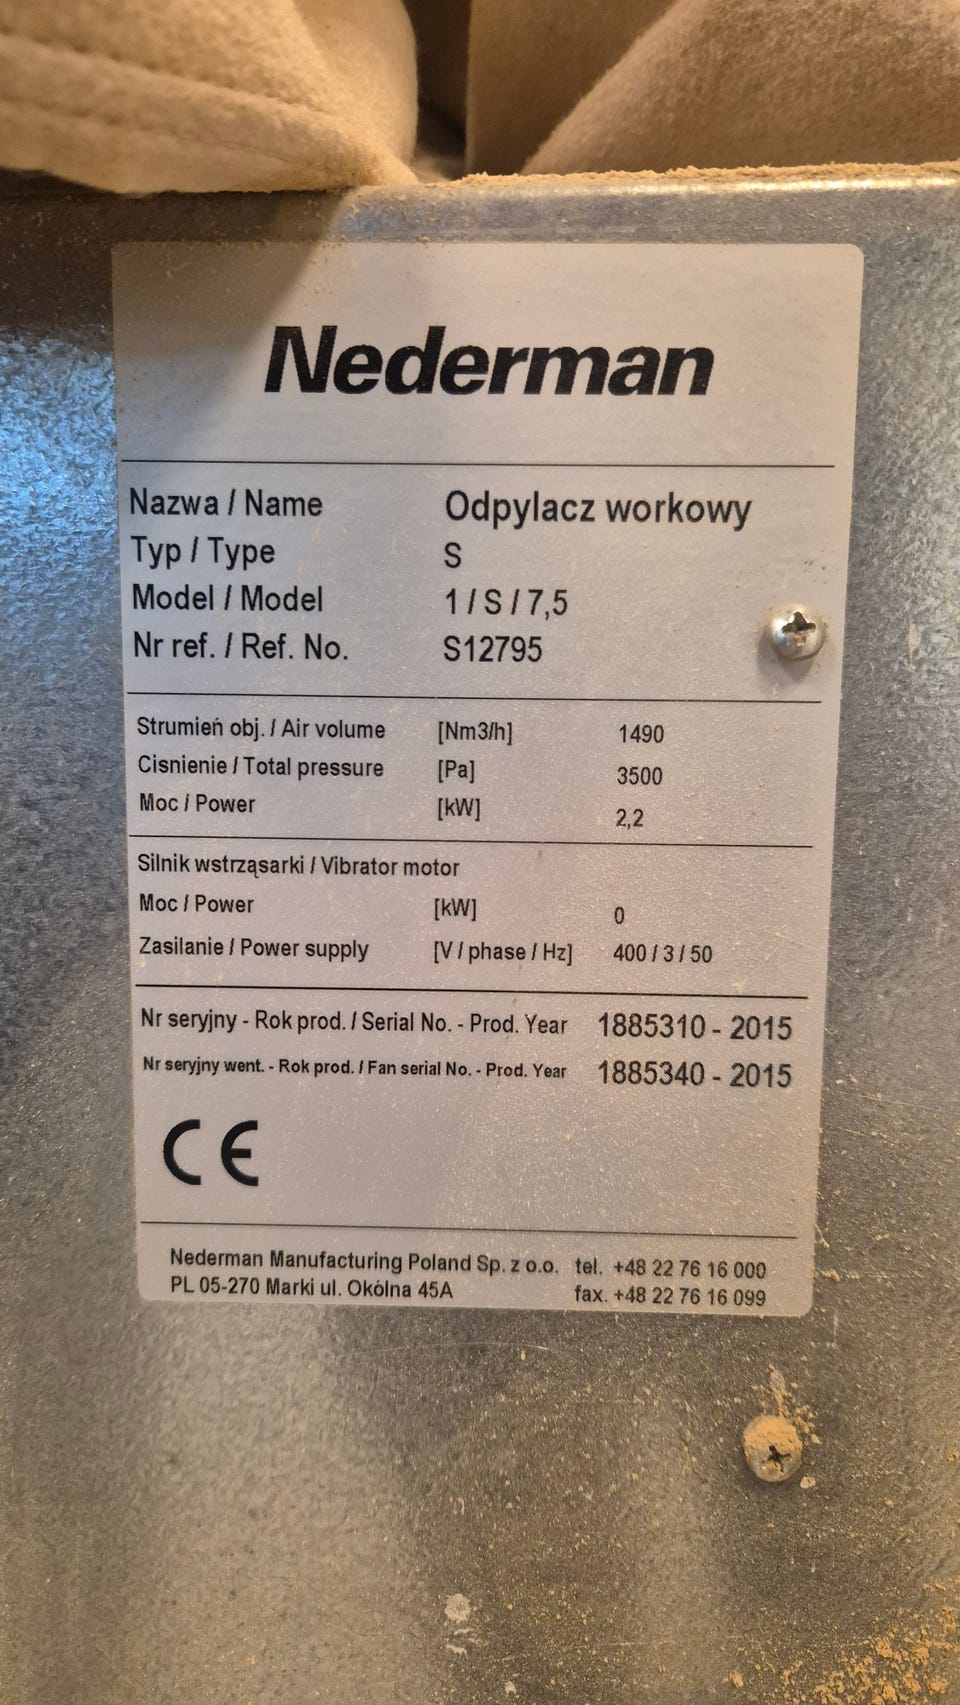 Nederman
Nazwa / Name Odpylacz workowy
Typ / Type S
Model / Model 1 / S / 7,5
Nr ref. / Ref. No. S12795
Strumień obj. / Air volume [Nm3/h] 1490
Cisnienie / Total pressure [Pa] 3500
Moc / Power [kW] 2,2
Silnik wstrząsarki / Vibrator motor
Moc / Power [kW] 0
Zasilanie / Power supply [V / phase / Hz] 400 / 3 / 50
Nr seryjny - Rok prod. / Serial No. - Prod. Year 1885310 - 2015
Nr seryjny went. - Rok prod. / Fan serial No. - Prod. Year 1885340 - 2015
CE
Nederman Manufacturing Poland Sp. z o.o. tel. +48 22 76 16 000
PL 05-270 Marki ul. Okólna 45A fax. +48 22 76 16 099